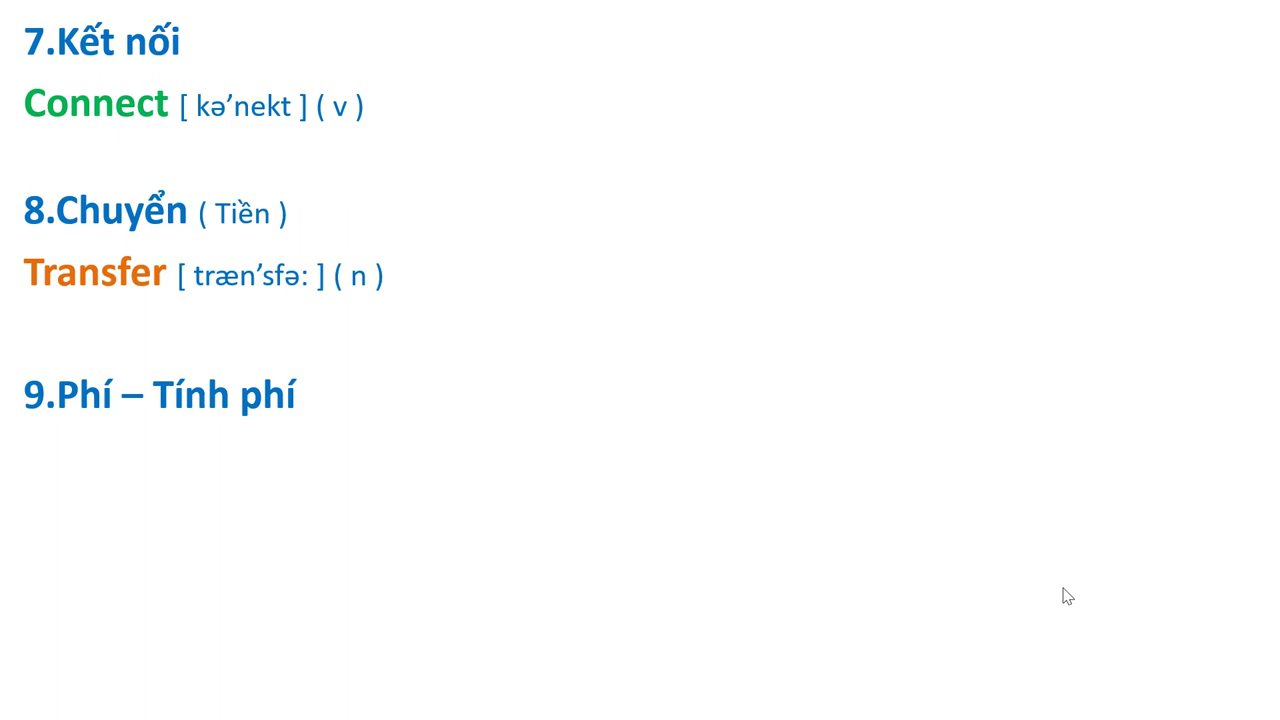 7.Kết nối
Connect [ kə’nekt ] ( v )
8.Chuyển ( Tiền )
Transfer [ træn’sfə: ] ( n )
9.Phí – Tính phí